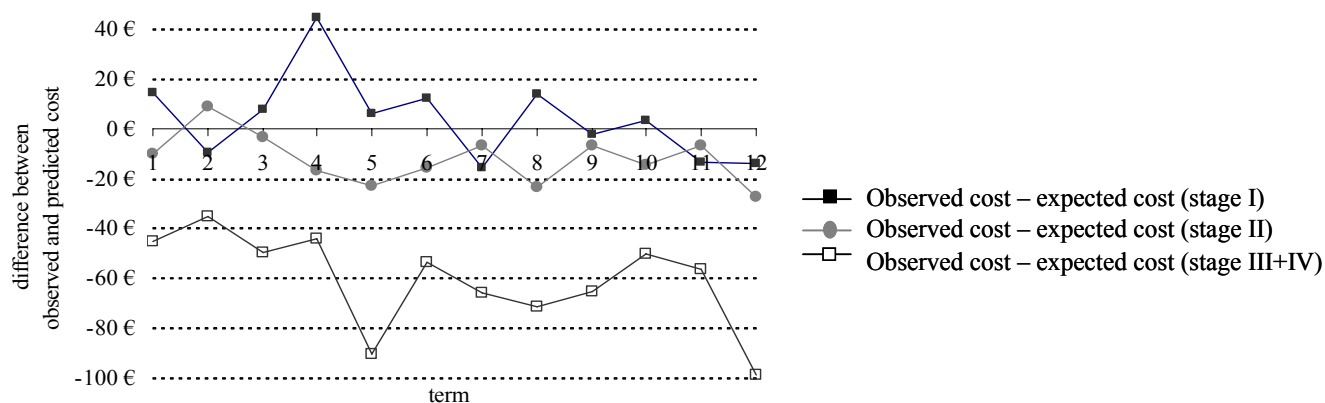 difference between
observed and predicted cost
40 €
20 €
0 €
-20 €
-40 €
-60 €
-80 €
-100 €
1 2 3 4 5 6 7 8 9 10 11 12
term
Observed cost – expected cost (stage I)
Observed cost – expected cost (stage II)
Observed cost – expected cost (stage III+IV)